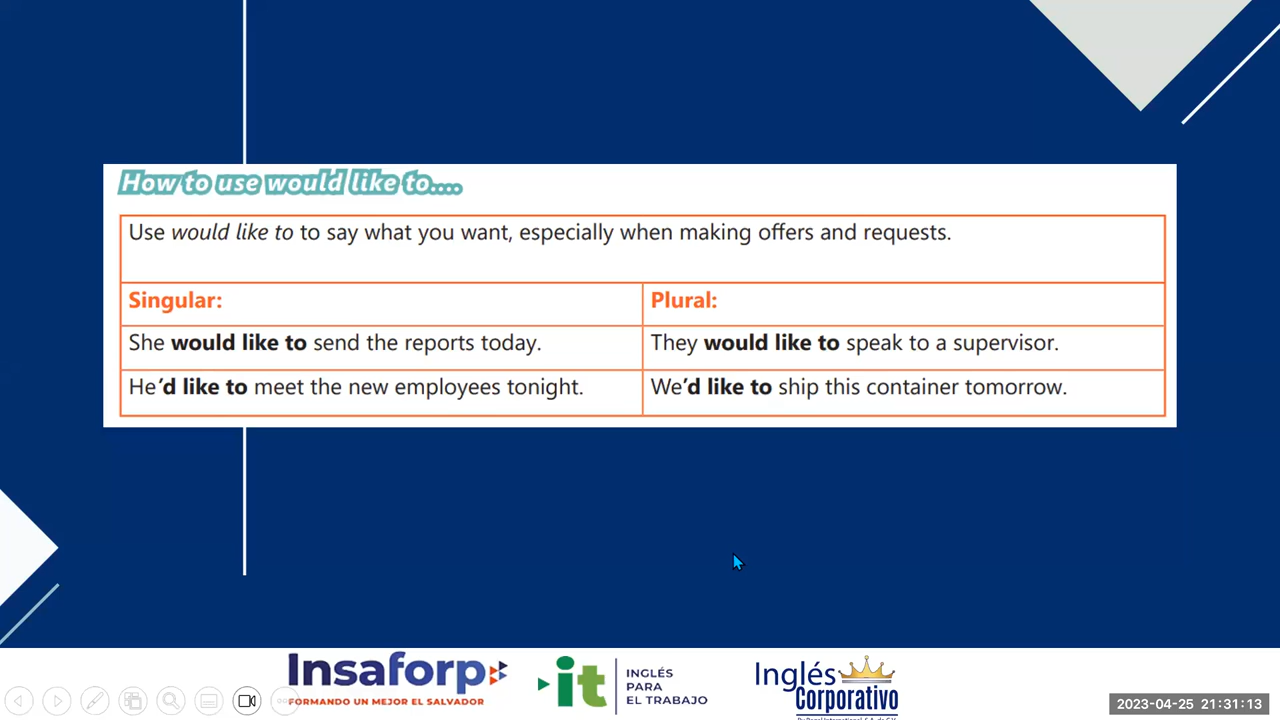 How to use would like to....
Use would like to to say what you want, especially when making offers and requests.
Singular:
Plural:
She would like to send the reports today.
They would like to speak to a supervisor.
He'd like to meet the new employees tonight.
We'd like to ship this container tomorrow.
Insaforp
FORMANDO UN MEJOR EL SALVADOR
it
INGLÉS
PARA
EL TRABAJO
Inglés
Corporativo
2023-04-25 21:31:13